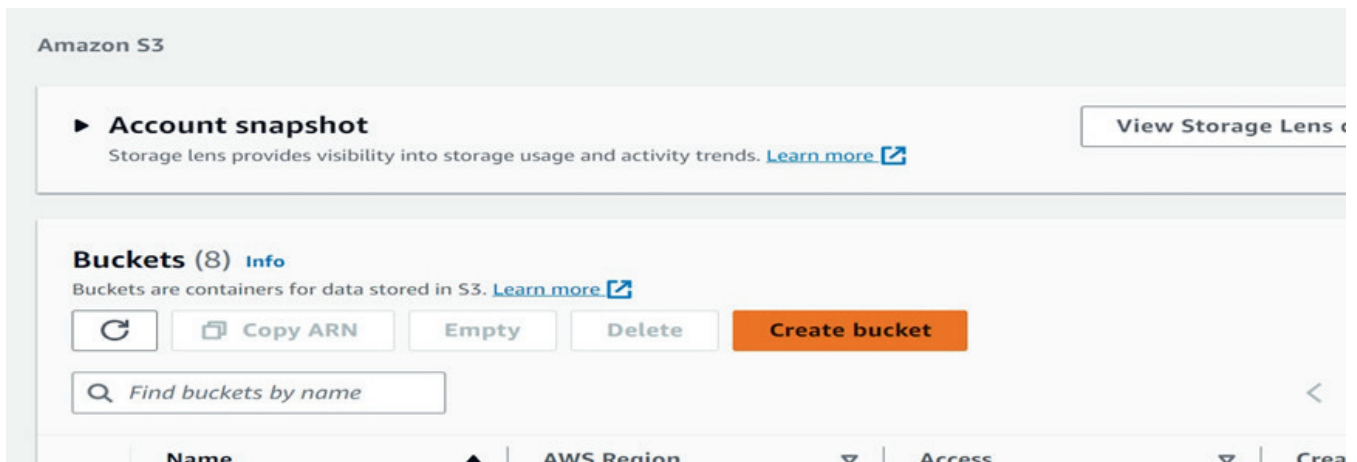 Amazon S3
Account snapshot
View Storage Lens
Storage lens provides visibility into storage usage and activity trends. Learn more
Buckets (8) Info
Buckets are containers for data stored in S3. Learn more
Copy ARN Empty Delete Create bucket
Find buckets by name
Name AWS Region Access